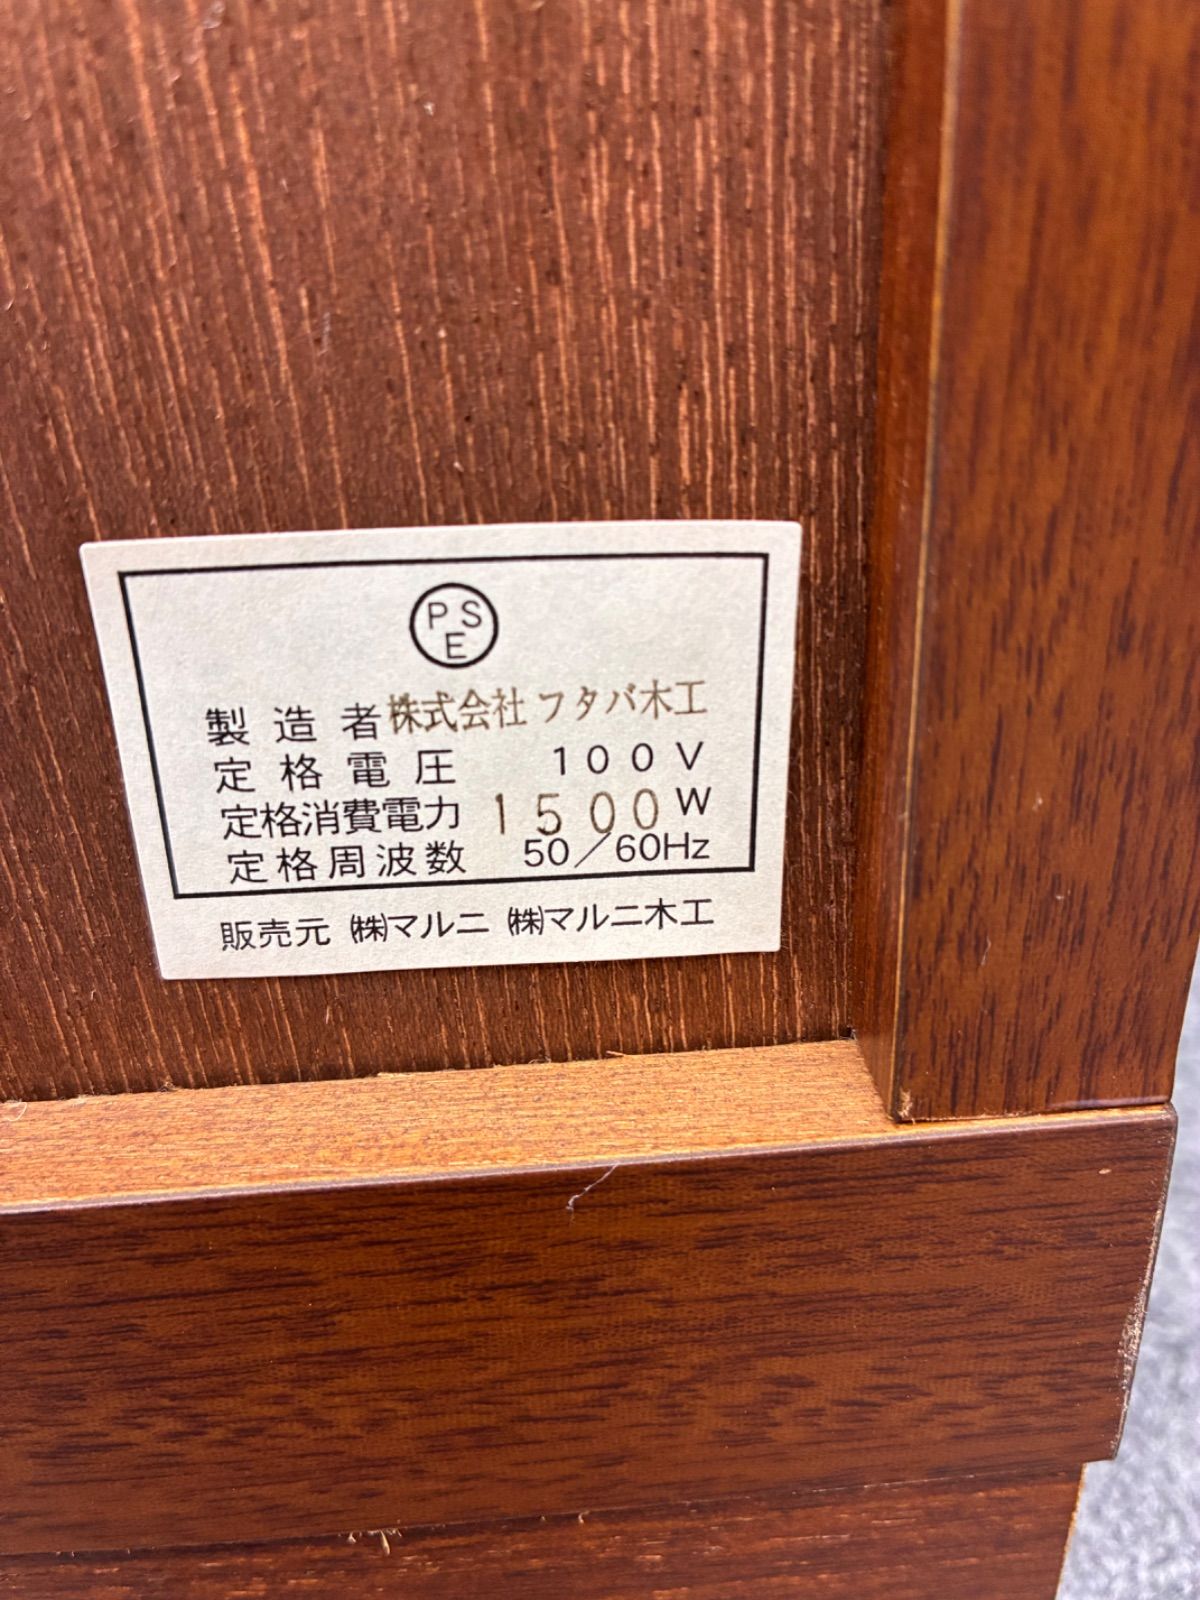 PS
E
製造者 株式会社 フタバ木工
定格電圧 100V
定格消費電力 1500W
定格周波数 50/60Hz
販売元 ㈱マルニ ㈱マルニ木工